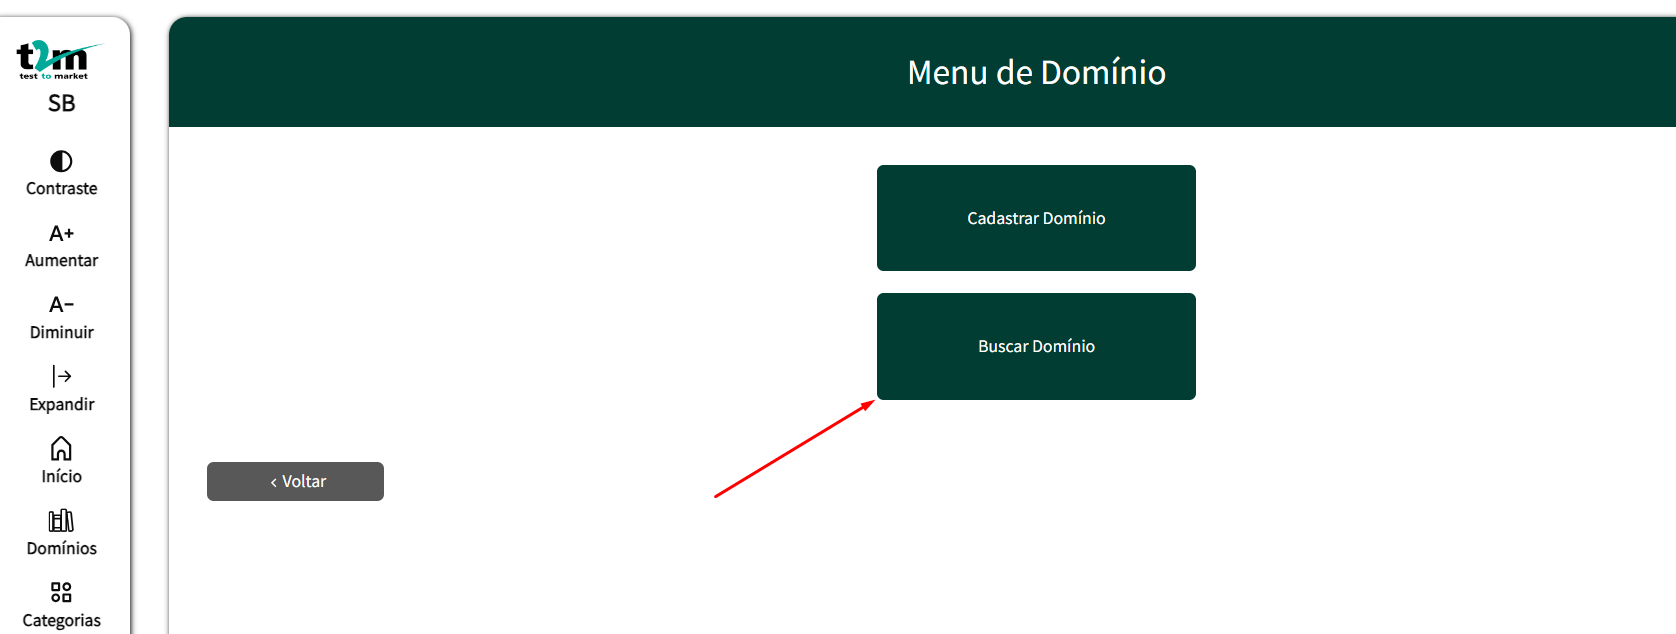 t2m
test to market
SB
Contraste
A+
Aumentar
A-
Diminuir
Expandir
Início
Domínios
Categorias
Menu de Domínio
Cadastrar Domínio
Buscar Domínio
‹ Voltar